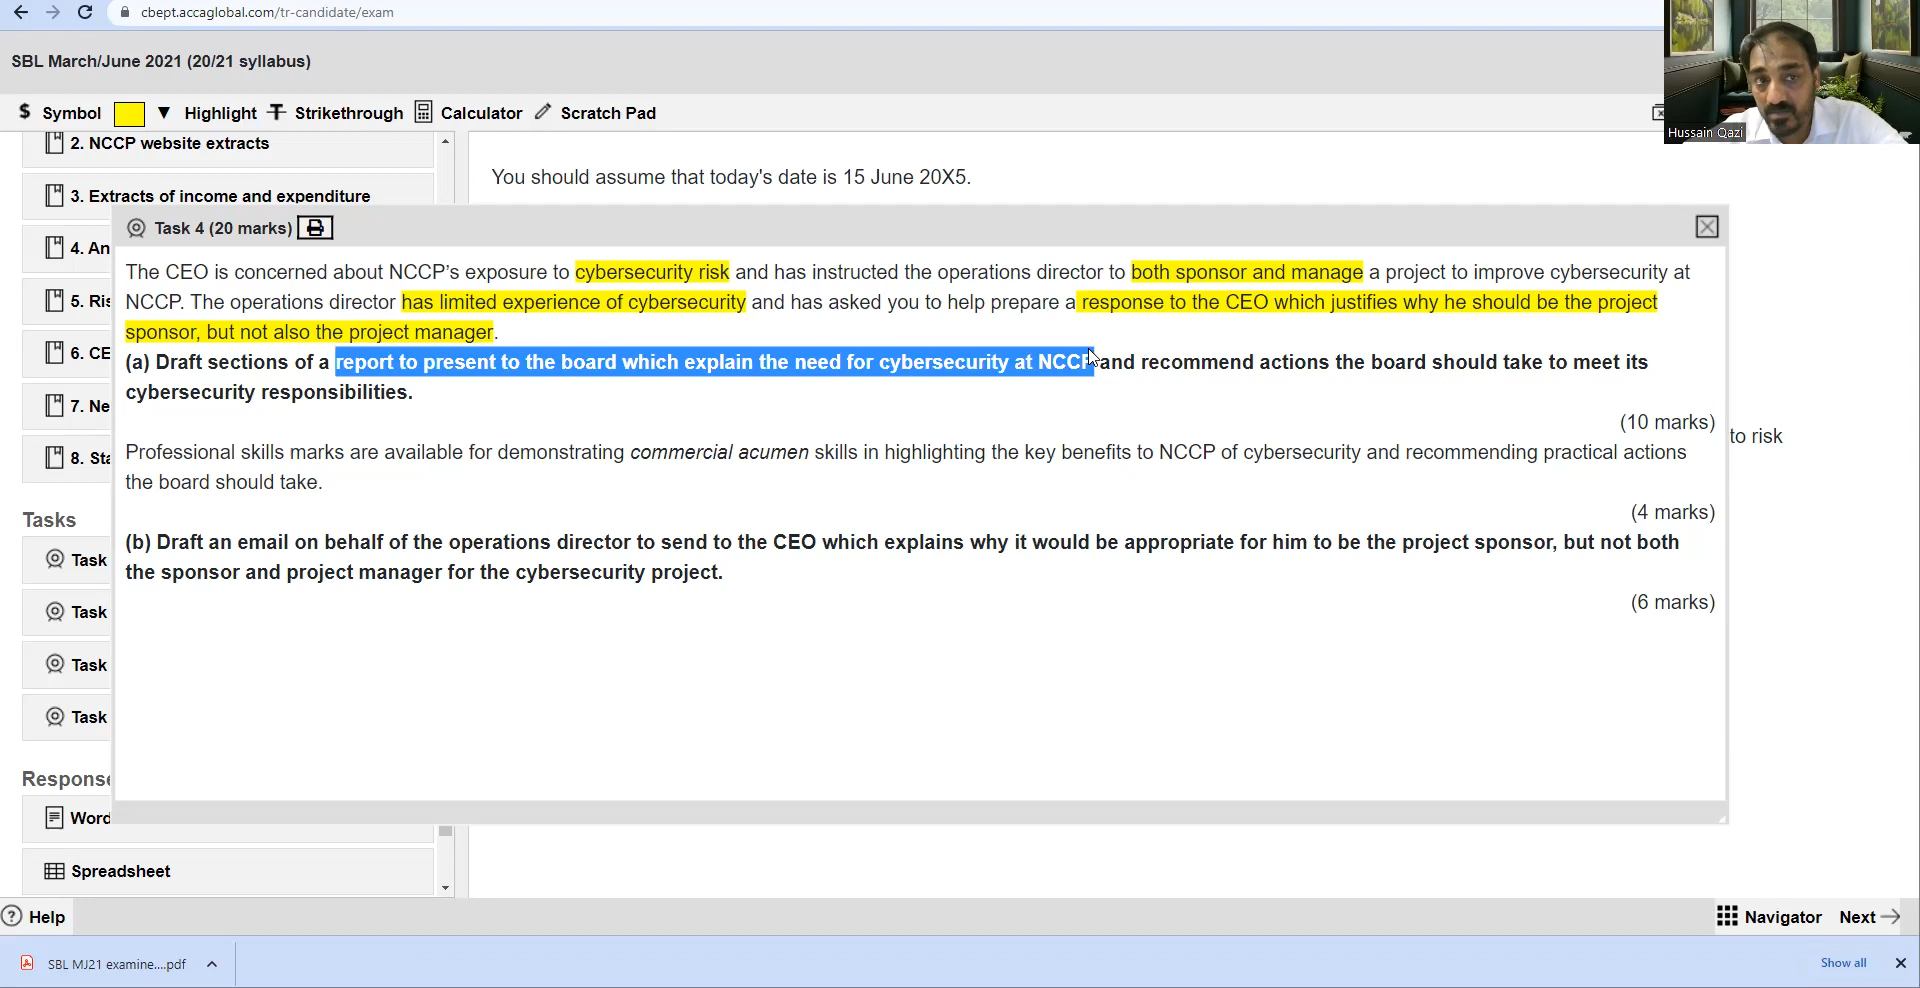 cbept.accaglobal.com/tr-candidate/exam
SBL March/June 2021 (20/21 syllabus)
$ Symbol ▼ Highlight Strikethrough Calculator Scratch Pad
Hussain Qazi
2. NCCP website extracts
3. Extracts of income and expenditure
4. An
5. Ris
6. CE
7. Ne
8. Sta
Tasks
Task
Task
Task
Task
Response
Word
Spreadsheet
You should assume that today's date is 15 June 20X5.
to risk
Task 4 (20 marks)
The CEO is concerned about NCCP's exposure to cybersecurity risk and has instructed the operations director to both sponsor and manage a project to improve cybersecurity at
NCCP. The operations director has limited experience of cybersecurity and has asked you to help prepare a response to the CEO which justifies why he should be the project
sponsor, but not also the project manager.
(a) Draft sections of a report to present to the board which explain the need for cybersecurity at NCCP and recommend actions the board should take to meet its
cybersecurity responsibilities.
(10 marks)
Professional skills marks are available for demonstrating commercial acumen skills in highlighting the key benefits to NCCP of cybersecurity and recommending practical actions
the board should take.
(4 marks)
(b) Draft an email on behalf of the operations director to send to the CEO which explains why it would be appropriate for him to be the project sponsor, but not both
the sponsor and project manager for the cybersecurity project.
(6 marks)
? Help
Navigator Next
SBL MJ21 examine....pdf
Show all